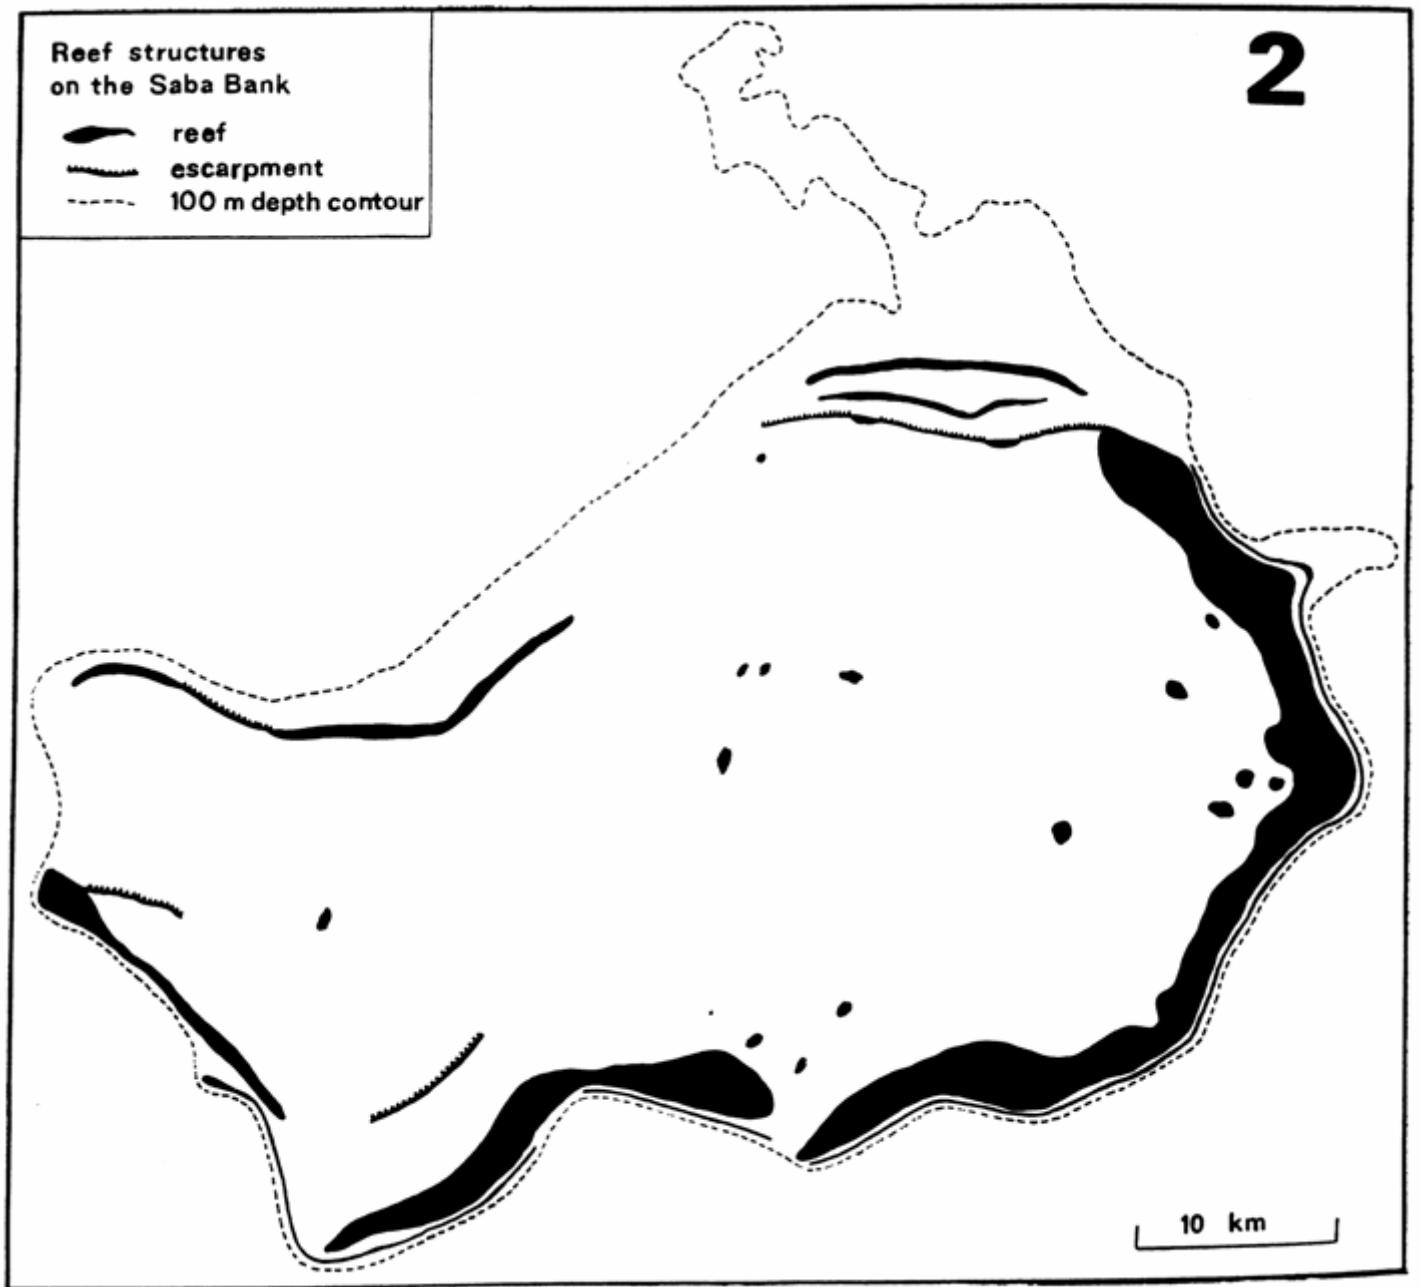 Reef structures
on the Saba Bank
reef
escarpment
100 m depth contour
2
10 km